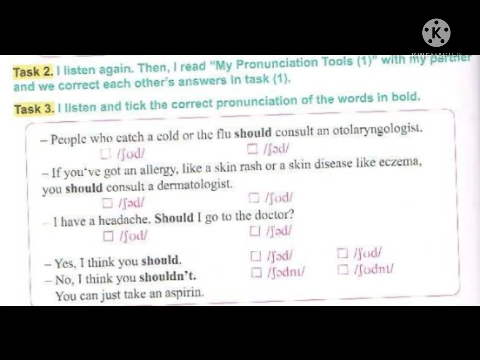 Task 2. I listen again. Then, I read "My Pronunciation Tools (1)" with my partner
and we correct each other's answers in task (1).
Task 3. I listen and tick the correct pronunciation of the words in bold.
– People who catch a cold or the flu should consult an otolaryngologist.
☐ /ʃʊd/ ☐ /ʃəd/
– If you've got an allergy, like a skin rash or a skin disease like eczema,
you should consult a dermatologist.
☐ /ʃəd/ ☐ /ʃʊd/
– I have a headache. Should I go to the doctor?
☐ /ʃʊd/ ☐ /ʃəd/
– Yes, I think you should. ☐ /ʃəd/ ☐ /ʃʊd/
– No, I think you shouldn't. ☐ /ʃədnt/ ☐ /ʃʊdnt/
You can just take an aspirin.